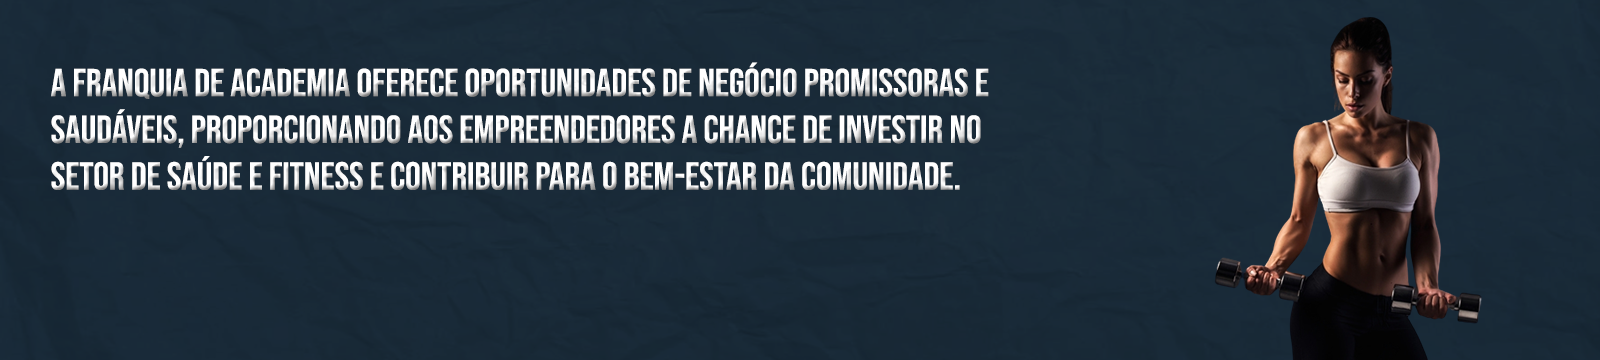 A FRANQUIA DE ACADEMIA OFERECE OPORTUNIDADES DE NEGÓCIO PROMISSORAS E
SAUDÁVEIS, PROPORCIONANDO AOS EMPREENDEDORES A CHANCE DE INVESTIR NO
SETOR DE SAÚDE E FITNESS E CONTRIBUIR PARA O BEM-ESTAR DA COMUNIDADE.